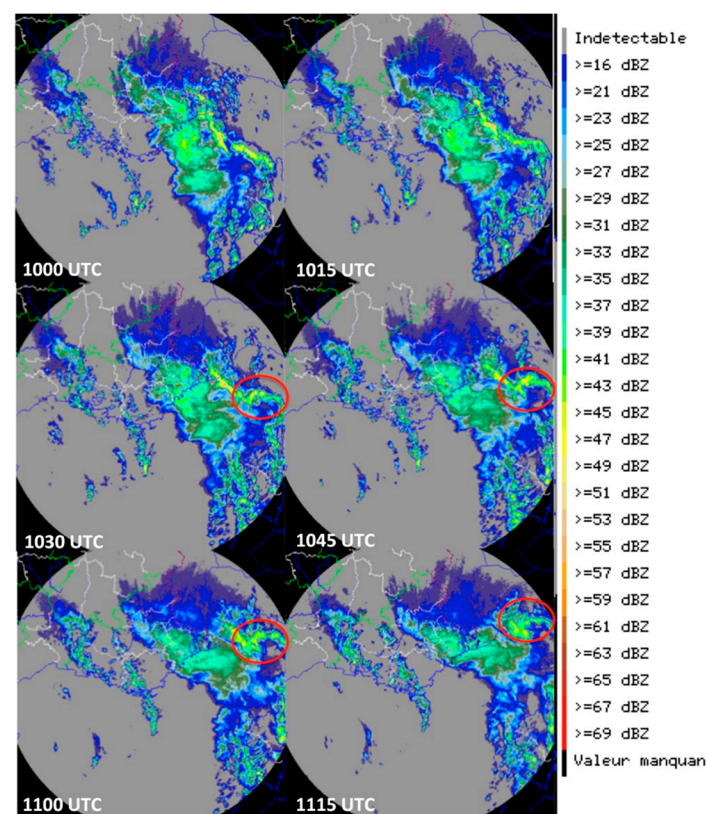 1000 UTC
1015 UTC
1030 UTC
1045 UTC
1100 UTC
1115 UTC
Indetectable
>=16 dBZ
>=21 dBZ
>=23 dBZ
>=25 dBZ
>=27 dBZ
>=29 dBZ
>=31 dBZ
>=33 dBZ
>=35 dBZ
>=37 dBZ
>=39 dBZ
>=41 dBZ
>=43 dBZ
>=45 dBZ
>=47 dBZ
>=49 dBZ
>=51 dBZ
>=53 dBZ
>=55 dBZ
>=57 dBZ
>=59 dBZ
>=61 dBZ
>=63 dBZ
>=65 dBZ
>=67 dBZ
>=69 dBZ
Valeur manquan